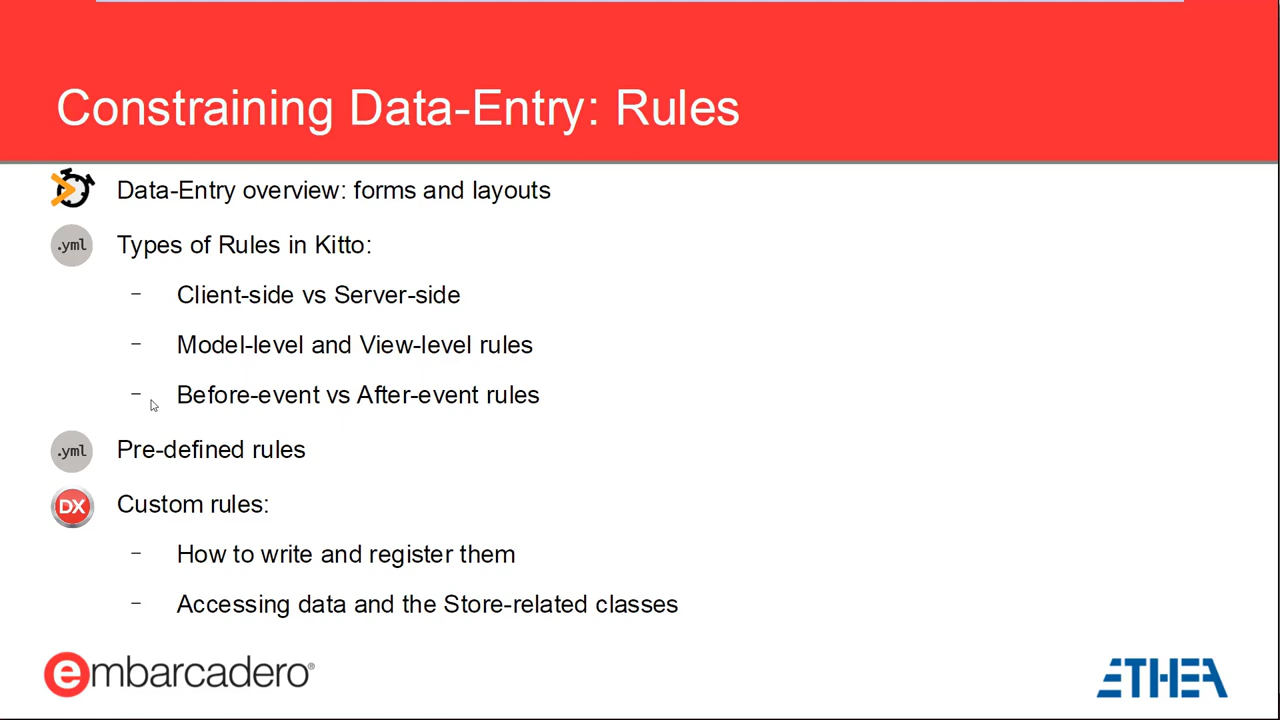 Constraining Data-Entry: Rules
Data-Entry overview: forms and layouts
.yml Types of Rules in Kitto:
– Client-side vs Server-side
– Model-level and View-level rules
– Before-event vs After-event rules
.yml Pre-defined rules
DX Custom rules:
– How to write and register them
– Accessing data and the Store-related classes
embarcadero® ETHEA